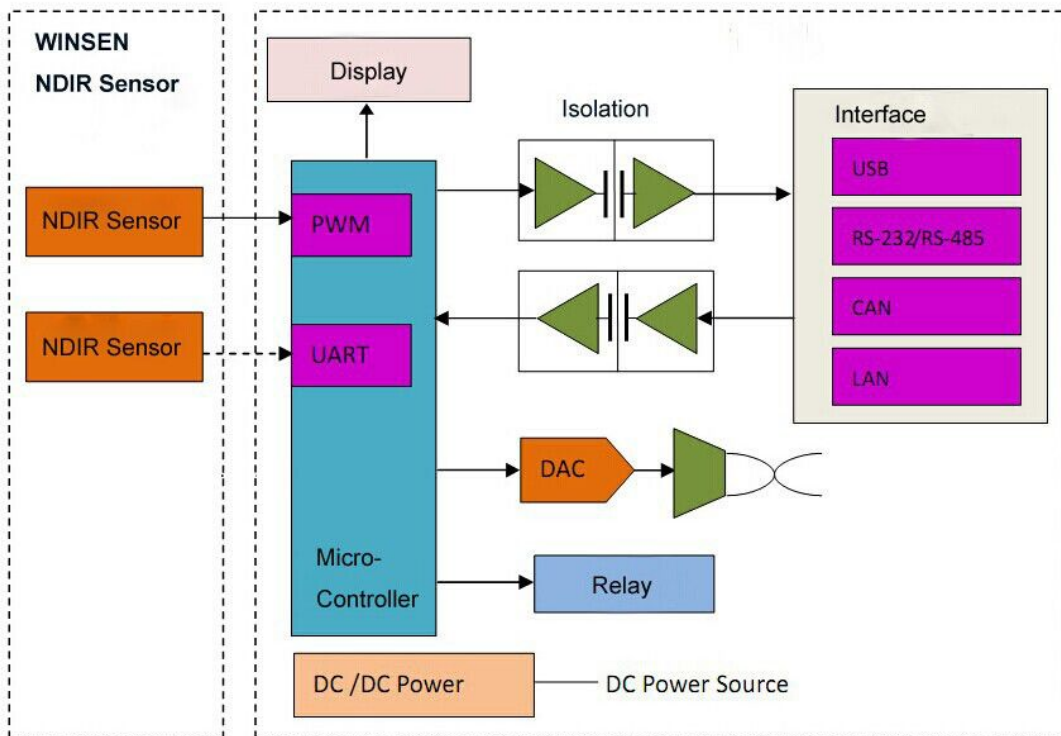 WINSEN
NDIR Sensor
NDIR Sensor
NDIR Sensor
Display
PWM
UART
Micro-
Controller
Isolation
Interface
USB
RS-232/RS-485
CAN
LAN
DAC
Relay
DC /DC Power
DC Power Source